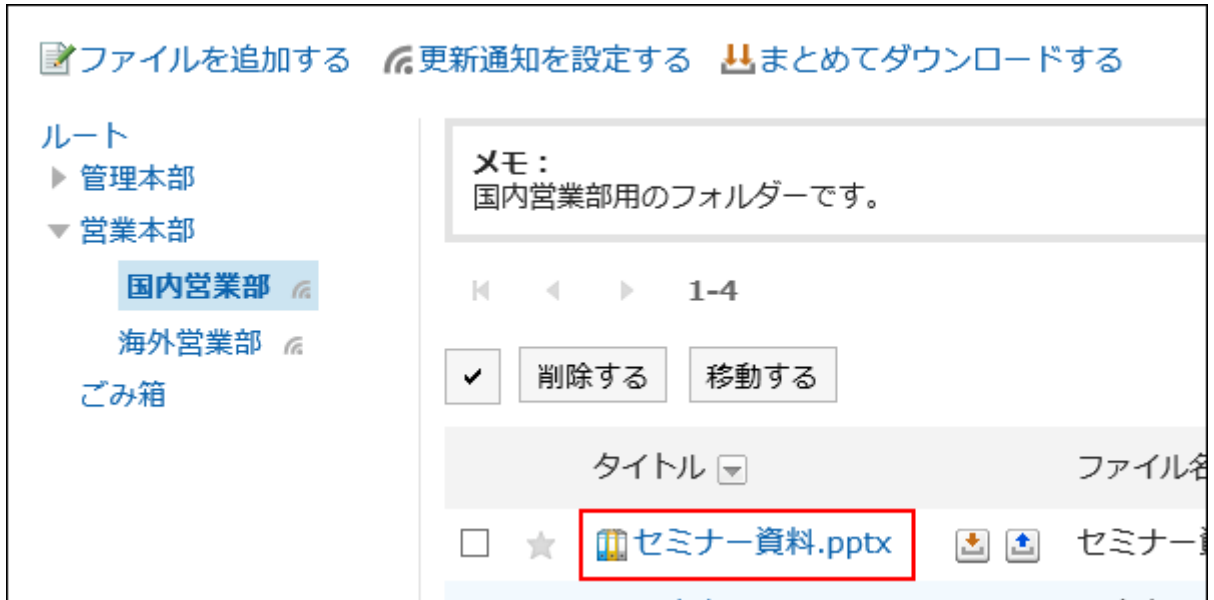 ファイルを追加する 更新通知を設定する まとめてダウンロードする
ルート
管理本部
営業本部
国内営業部
海外営業部
ごみ箱
メモ：
国内営業部用のフォルダーです。
1-4
削除する 移動する
タイトル ファイル名
セミナー資料.pptx セミナー資